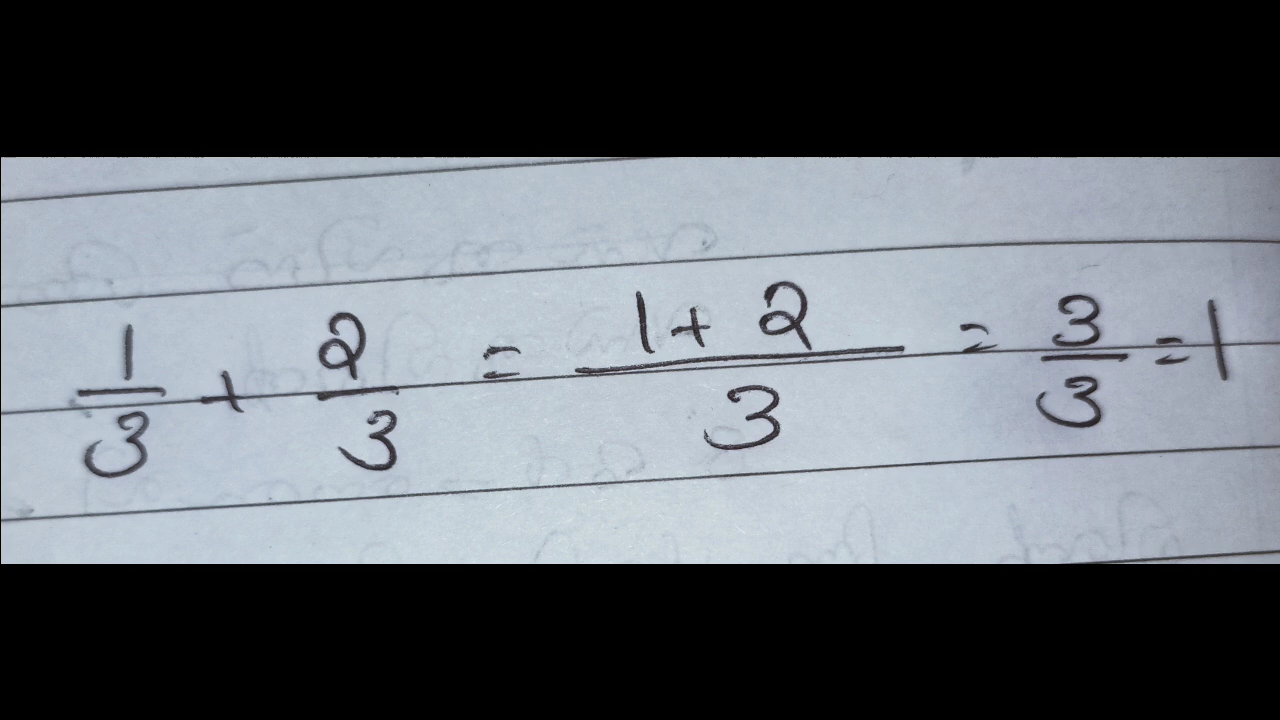 1/3 + 2/3 = (1 + 2)/3 = 3/3 = 1